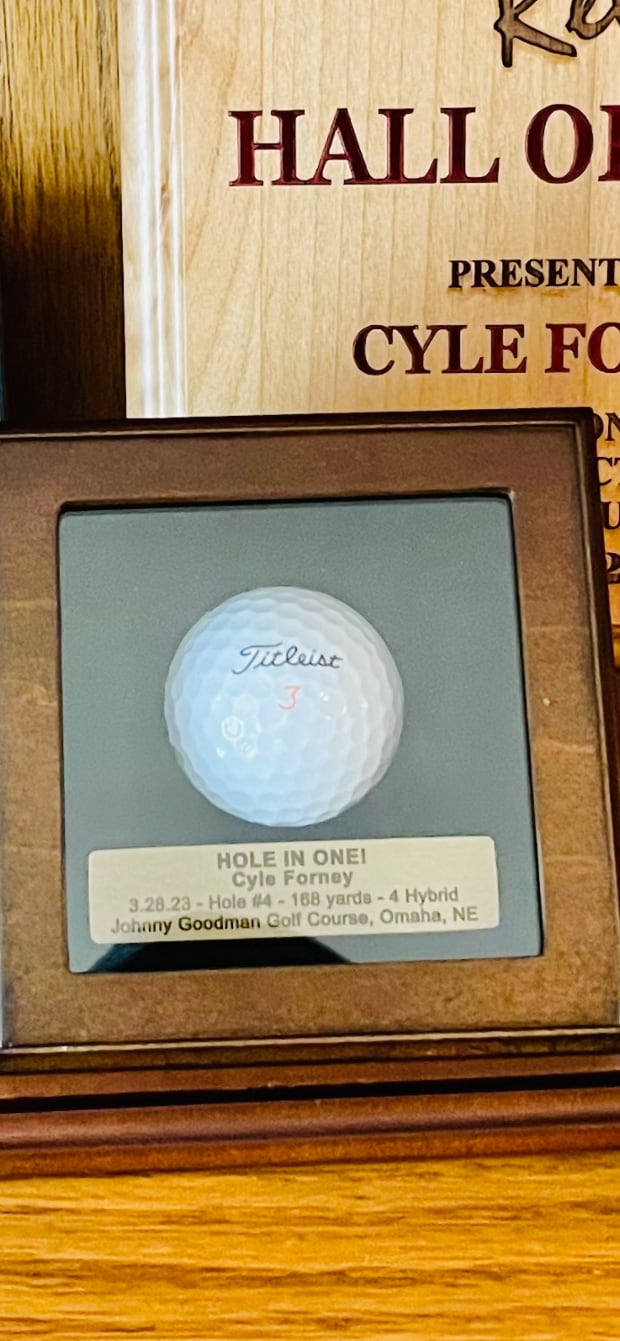 HALL O
PRESENT
CYLE FO
Titleist
3
HOLE IN ONE!
Cyle Forney
3.28.23 - Hole #4 - 168 yards - 4 Hybrid
Johnny Goodman Golf Course, Omaha, NE